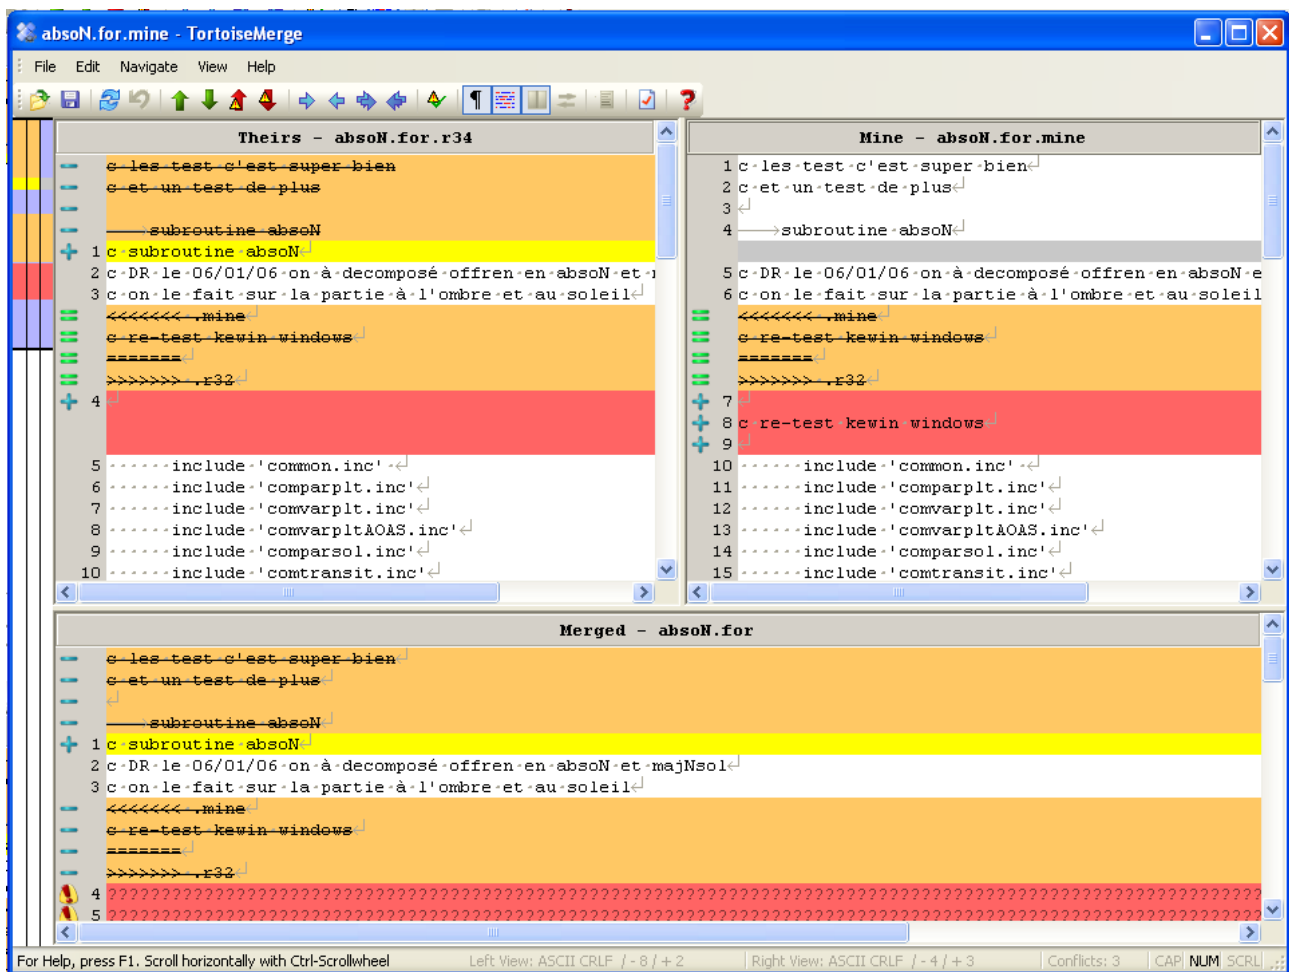 absoN.for.mine - TortoiseMerge
File Edit Navigate View Help
Theirs - absoN.for.r34
c les test c'est super bien
c et un test de plus
subroutine absoN
1 c subroutine absoN
2 c DR le 06/01/06 on à decomposé offren en absoN et
3 c on le fait sur la partie à l'ombre et au soleil
<<<<<<< .mine
c re-test kewin windows
=======
>>>>>>> .r32
4
5 include 'common.inc'
6 include 'comparplt.inc'
7 include 'comvarplt.inc'
8 include 'comvarpltAOAS.inc'
9 include 'comparsol.inc'
10 include 'comtransit.inc'
Mine - absoN.for.mine
1 c les test c'est super bien
2 c et un test de plus
3
4 subroutine absoN
5 c DR le 06/01/06 on à decomposé offren en absoN e
6 c on le fait sur la partie à l'ombre et au soleil
<<<<<<< .mine
c re-test kewin windows
=======
>>>>>>> .r32
7
8 c re-test kewin windows
9
10 include 'common.inc'
11 include 'comparplt.inc'
12 include 'comvarplt.inc'
13 include 'comvarpltAOAS.inc'
14 include 'comparsol.inc'
15 include 'comtransit.inc'
Merged - absoN.for
c les test c'est super bien
c et un test de plus
subroutine absoN
1 c subroutine absoN
2 c DR le 06/01/06 on à decomposé offren en absoN et majNsol
3 c on le fait sur la partie à l'ombre et au soleil
<<<<<<< .mine
c re-test kewin windows
=======
>>>>>>> .r32
4 ????????????????????????????????????????????????????????????????????????????????????????????????????????
5 ????????????????????????????????????????????????????????????????????????????????????????????????????????
For Help, press F1. Scroll horizontally with Ctrl-Scrollwheel Left View: ASCII CRLF / - 8 / + 2 Right View: ASCII CRLF / - 4 / + 3 Conflicts: 3 CAP NUM SCRL